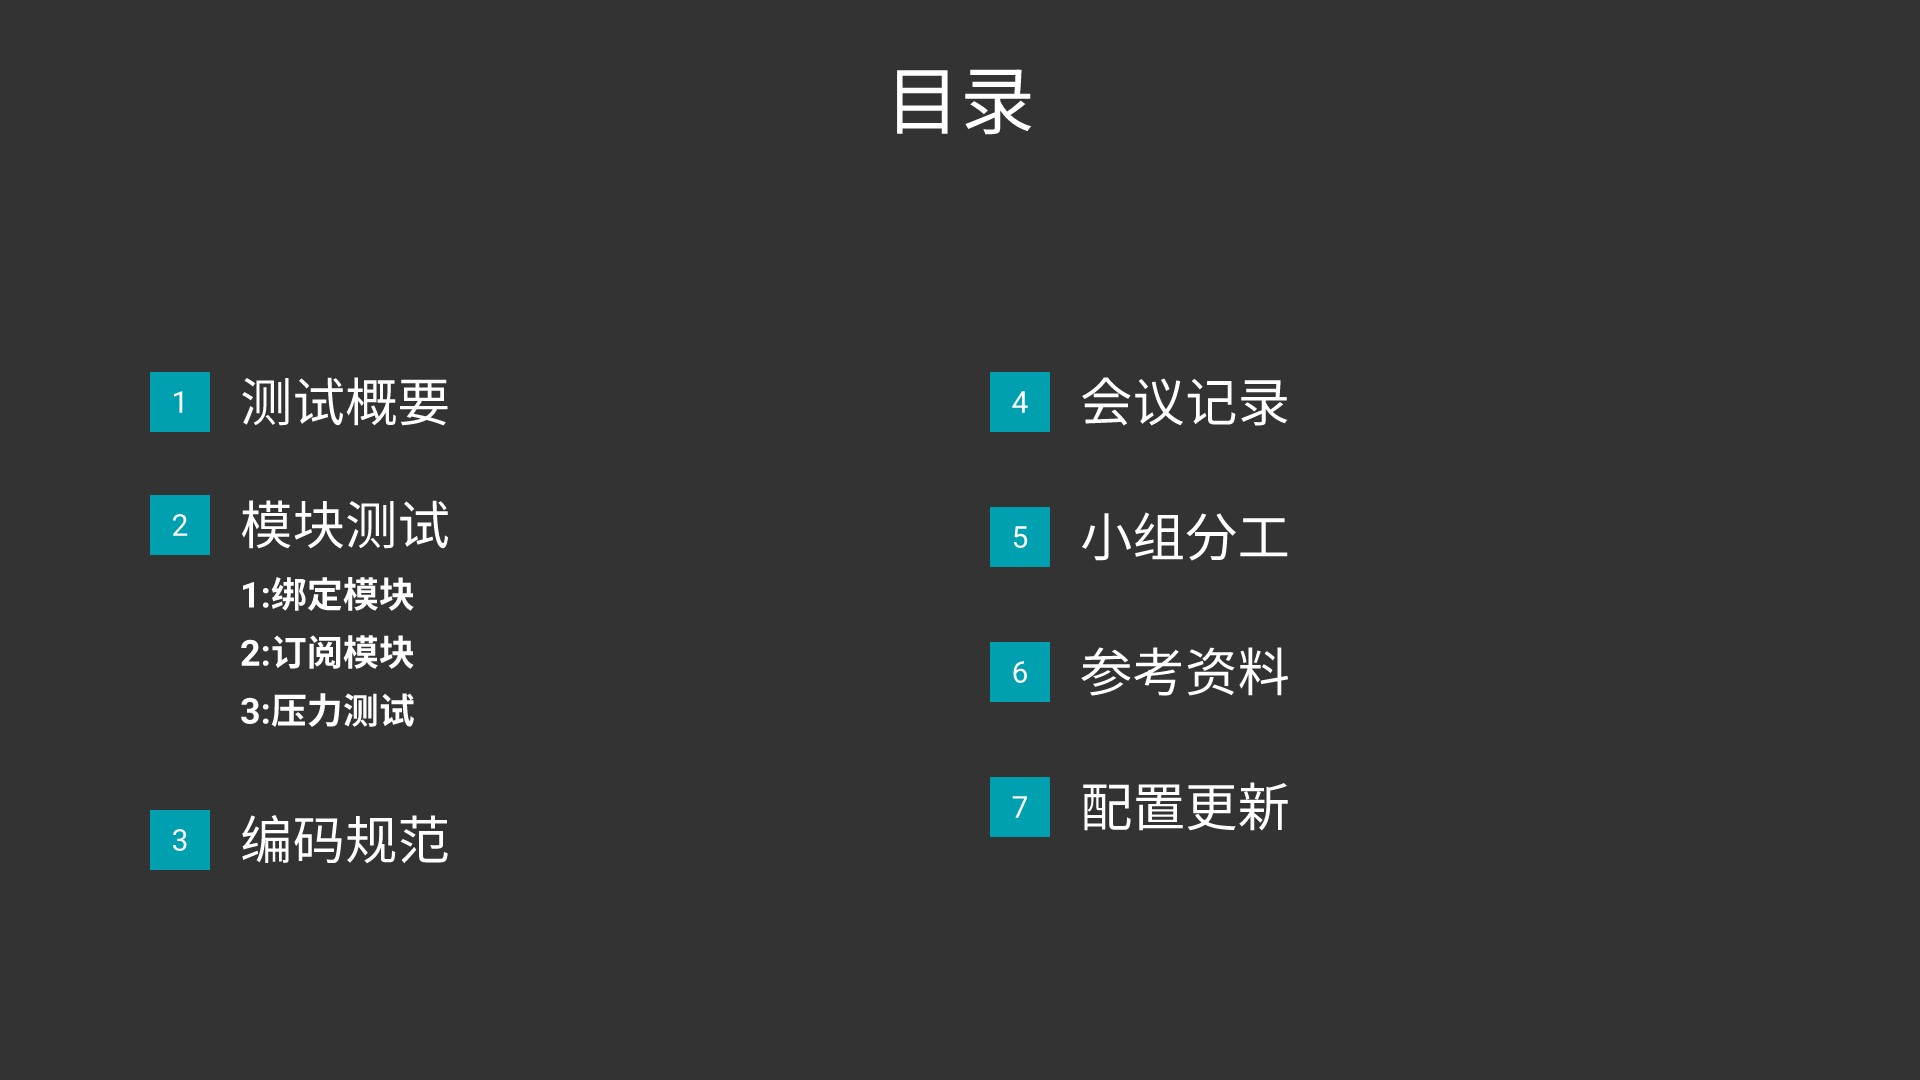 目录
1 测试概要
2 模块测试
1:绑定模块
2:订阅模块
3:压力测试
3 编码规范
4 会议记录
5 小组分工
6 参考资料
7 配置更新